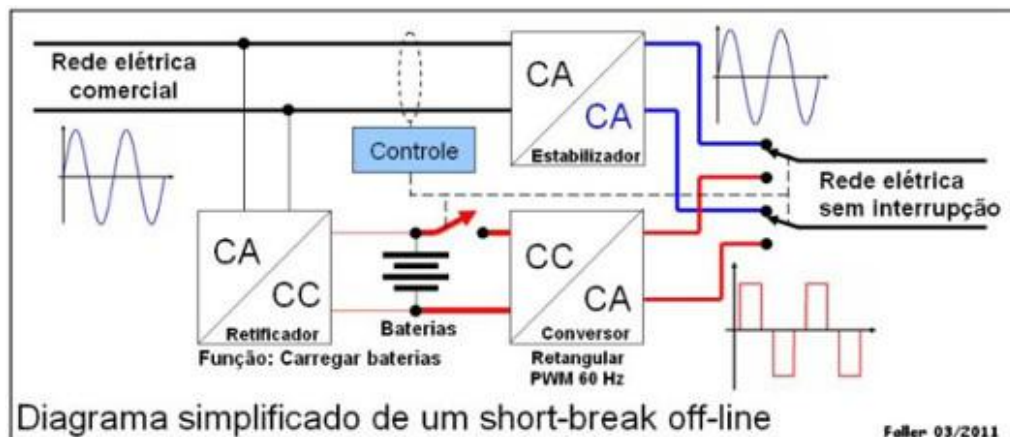 Rede elétrica
comercial
CA
CA
Estabilizador
Controle
Rede elétrica
sem interrupção
CA
CC
Retificador
Baterias
CC
CA
Conversor
Função: Carregar baterias
Retangular
PWM 60 Hz
Diagrama simplificado de um short-break off-line
Faller 03/2011